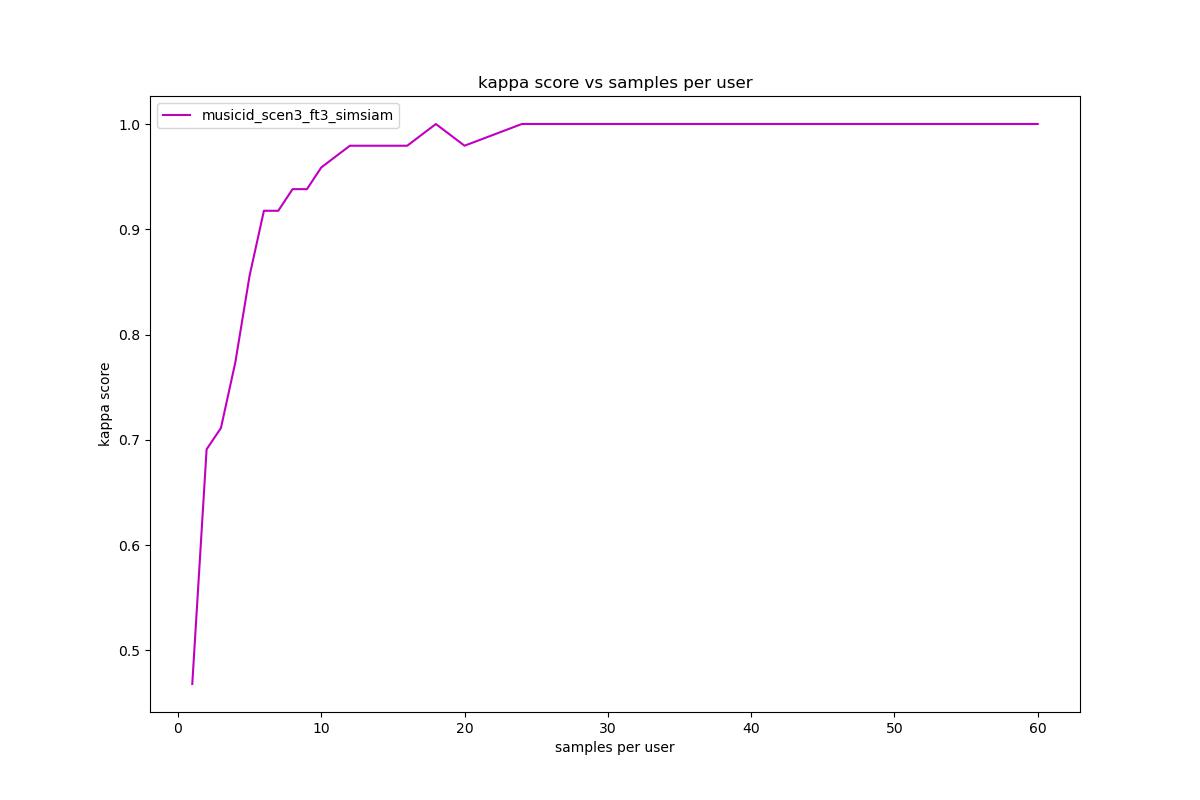 kappa score vs samples per user
musicid_scen3_ft3_simsiam
1.0
0.9
0.8
0.7
0.6
0.5
kappa score
0 10 20 30 40 50 60
samples per user